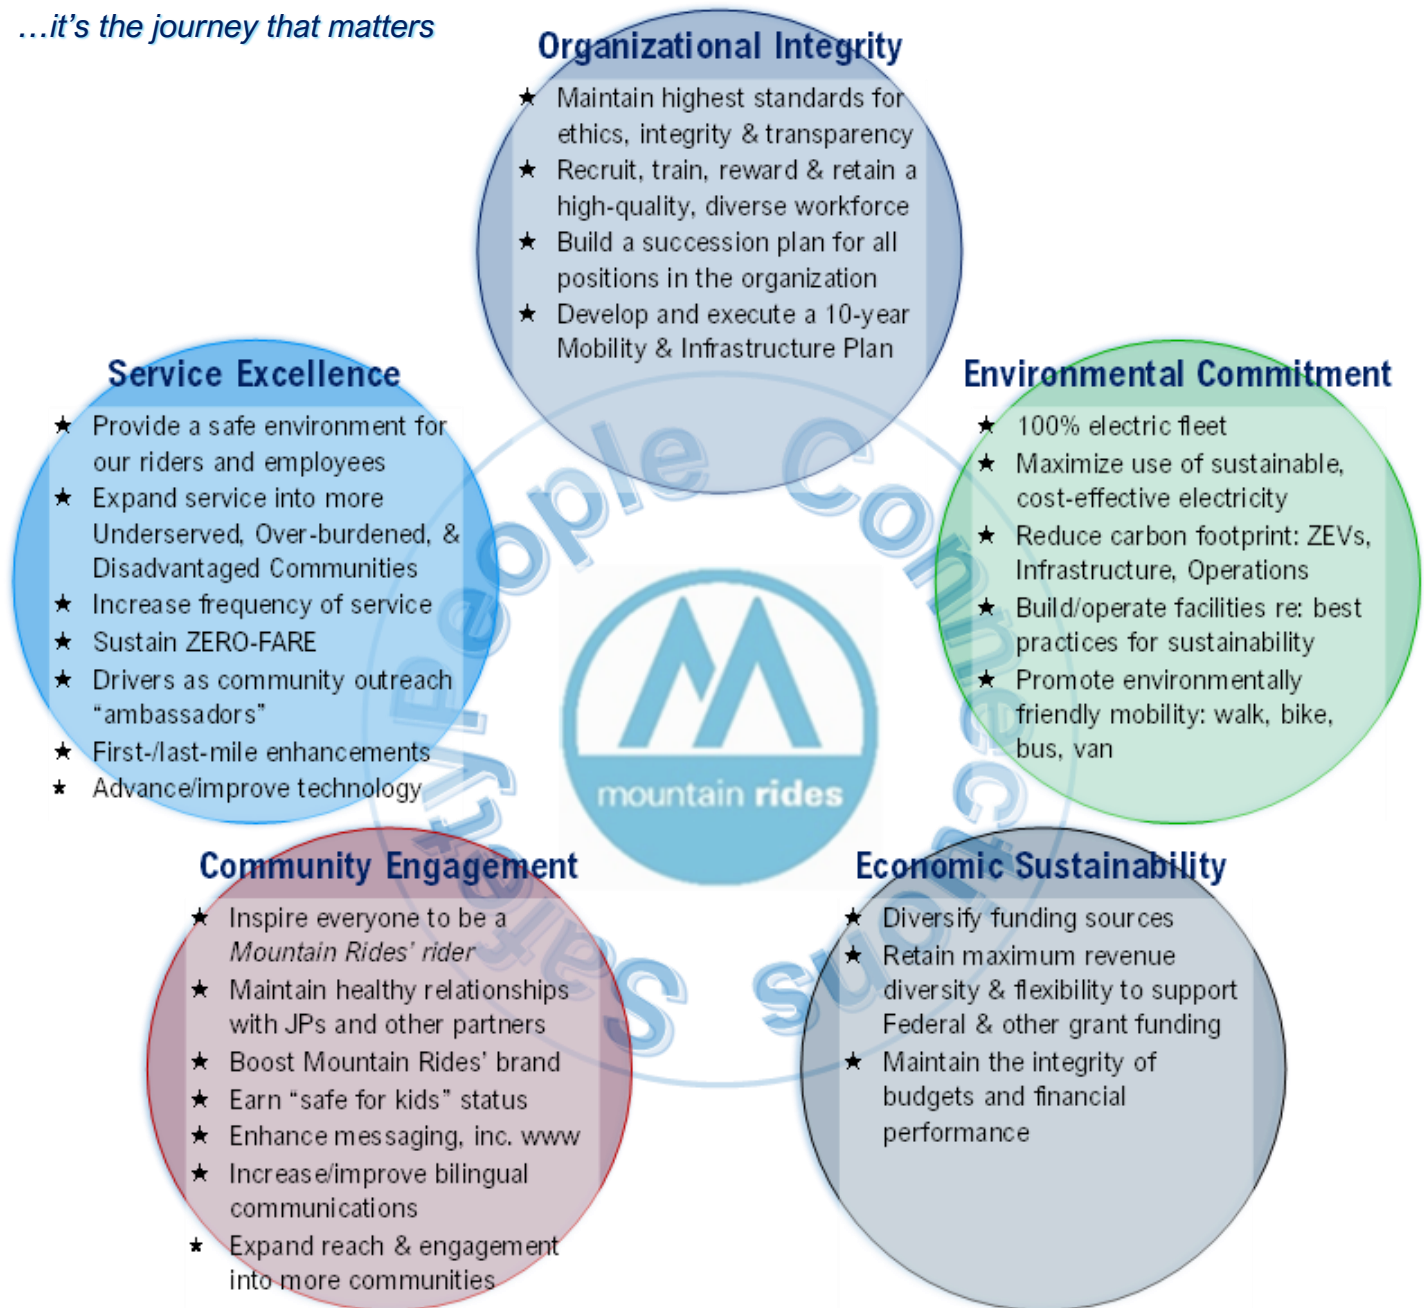 …it's the journey that matters
Organizational Integrity
★ Maintain highest standards for
ethics, integrity & transparency
★ Recruit, train, reward & retain a
high-quality, diverse workforce
★ Build a succession plan for all
positions in the organization
★ Develop and execute a 10-year
Mobility & Infrastructure Plan
Service Excellence
★ Provide a safe environment for
our riders and employees
★ Expand service into more
Underserved, Over-burdened, &
Disadvantaged Communities
★ Increase frequency of service
★ Sustain ZERO-FARE
★ Drivers as community outreach
“ambassadors”
★ First-/last-mile enhancements
★ Advance/improve technology
Environmental Commitment
★ 100% electric fleet
★ Maximize use of sustainable,
cost-effective electricity
★ Reduce carbon footprint: ZEVs,
Infrastructure, Operations
★ Build/operate facilities re: best
practices for sustainability
★ Promote environmentally
friendly mobility: walk, bike,
bus, van
Safety People Connections
mountain rides
Community Engagement
★ Inspire everyone to be a
Mountain Rides’ rider
★ Maintain healthy relationships
with JPs and other partners
★ Boost Mountain Rides’ brand
★ Earn “safe for kids” status
★ Enhance messaging, inc. www
★ Increase/improve bilingual
communications
★ Expand reach & engagement
into more communities
Economic Sustainability
★ Diversify funding sources
★ Retain maximum revenue
diversity & flexibility to support
Federal & other grant funding
★ Maintain the integrity of
budgets and financial
performance